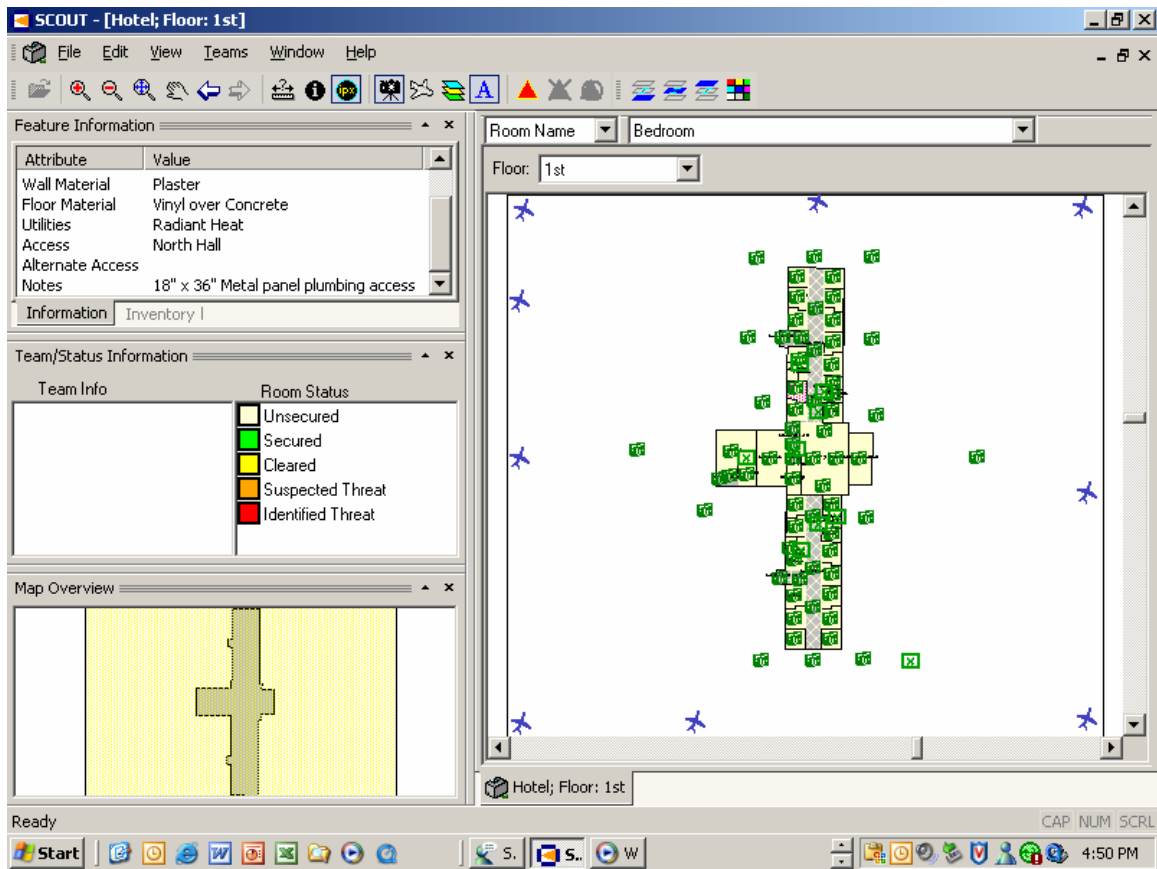 SCOUT - [Hotel; Floor: 1st]
File Edit View Teams Window Help
ipx A
Feature Information
Attribute Value
Wall Material Plaster
Floor Material Vinyl over Concrete
Utilities Radiant Heat
Access North Hall
Alternate Access
Notes 18" x 36" Metal panel plumbing access
Information Inventory
Team/Status Information
Team Info Room Status
Unsecured
Secured
Cleared
Suspected Threat
Identified Threat
Map Overview
Room Name Bedroom
Floor: 1st
Hotel; Floor: 1st
Ready CAP NUM SCRL
Start S. S.. W 4:50 PM